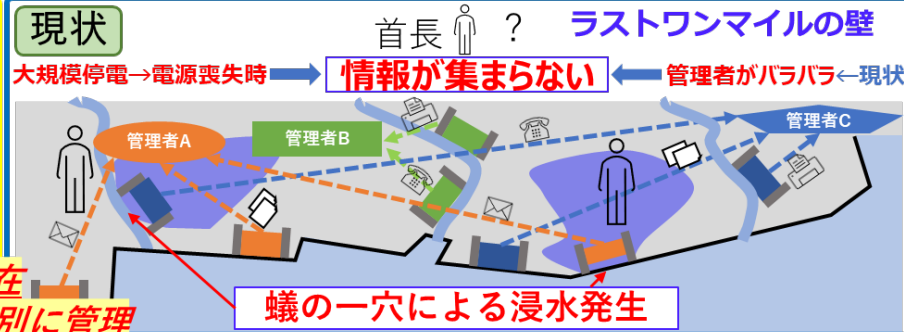 現状
首長 ?
ラストワンマイルの壁
大規模停電→電源喪失時
情報が集まらない
管理者がバラバラ←現状
管理者A
管理者B
管理者C
在
別に管理
蟻の一穴による浸水発生